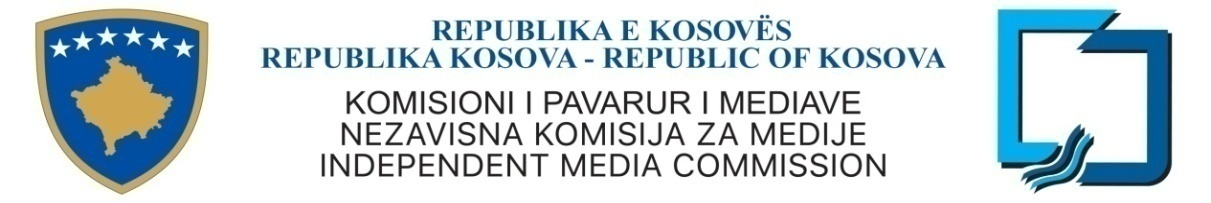 REPUBLIKA E KOSOVËS
REPUBLIKA KOSOVA - REPUBLIC OF KOSOVA
KOMISIONI I PAVARUR I MEDIAVE
NEZAVISNA KOMISIJA ZA MEDIJE
INDEPENDENT MEDIA COMMISSION